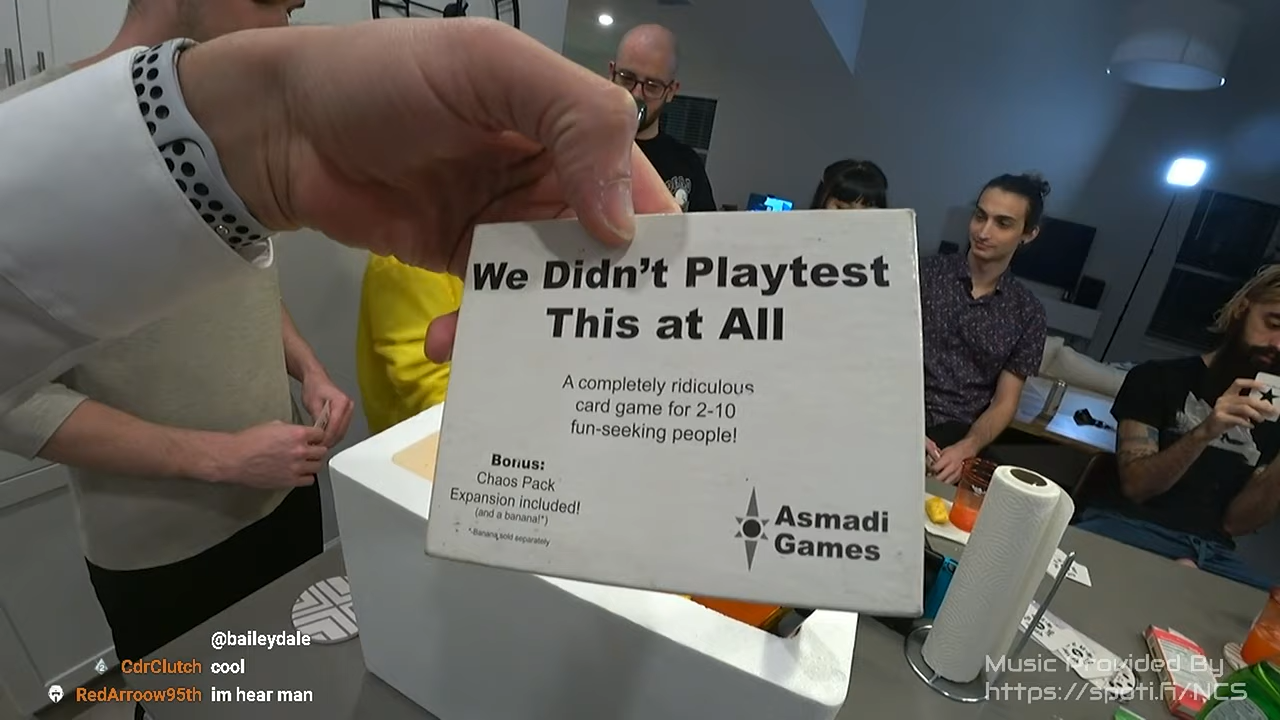 We Didn't Playtest
This at All
A completely ridiculous
card game for 2-10
fun-seeking people!
Bonus:
Chaos Pack
Expansion included!
(and a banana!*)
*-Banana sold separately
Asmadi
Games
@baileydale
CdrClutch cool
RedArroow95th im hear man
Music Provided By
https://spoti.fi/NCS